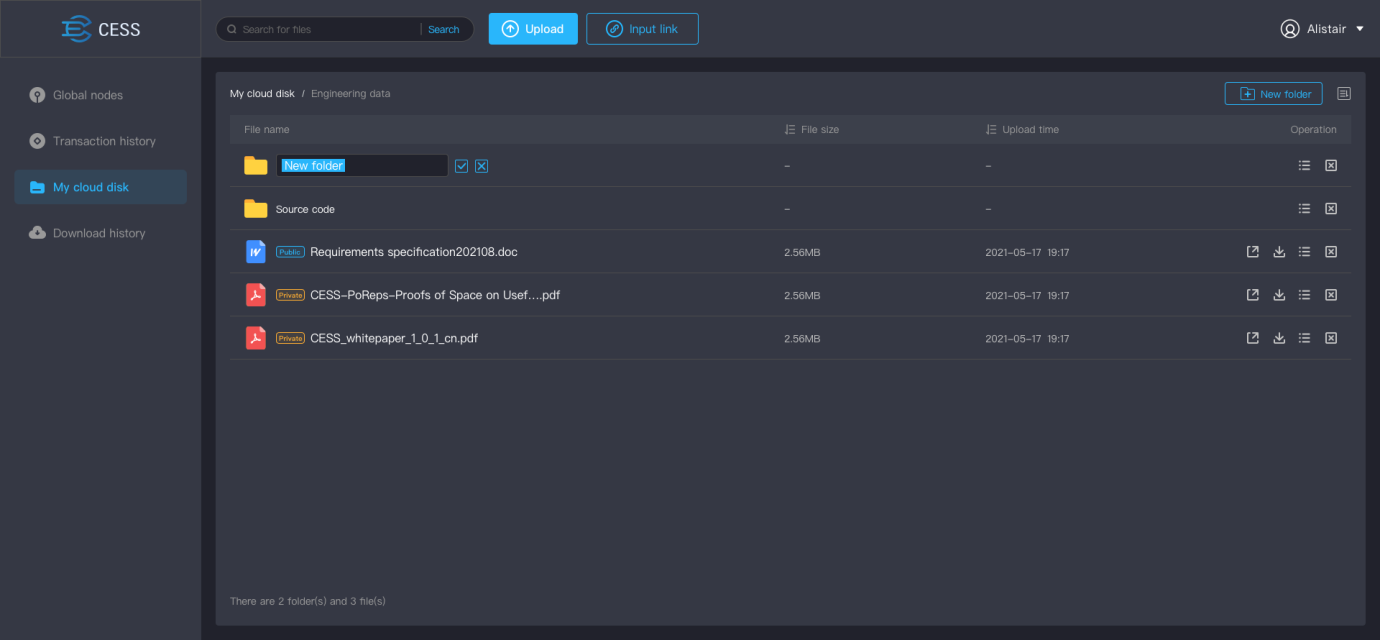 CESS
Search for files
Search
Upload
Input link
Alistair
Global nodes
Transaction history
My cloud disk
Download history
My cloud disk / Engineering data
New folder
File name File size Upload time Operation
New folder – –
Source code – –
W Public Requirements specification202108.doc 2.56MB 2021-05-17 19:17
Private CESS-PoReps-Proofs of Space on Usef....pdf 2.56MB 2021-05-17 19:17
Private CESS_whitepaper_1_0_1_cn.pdf 2.56MB 2021-05-17 19:17
There are 2 folder(s) and 3 file(s)